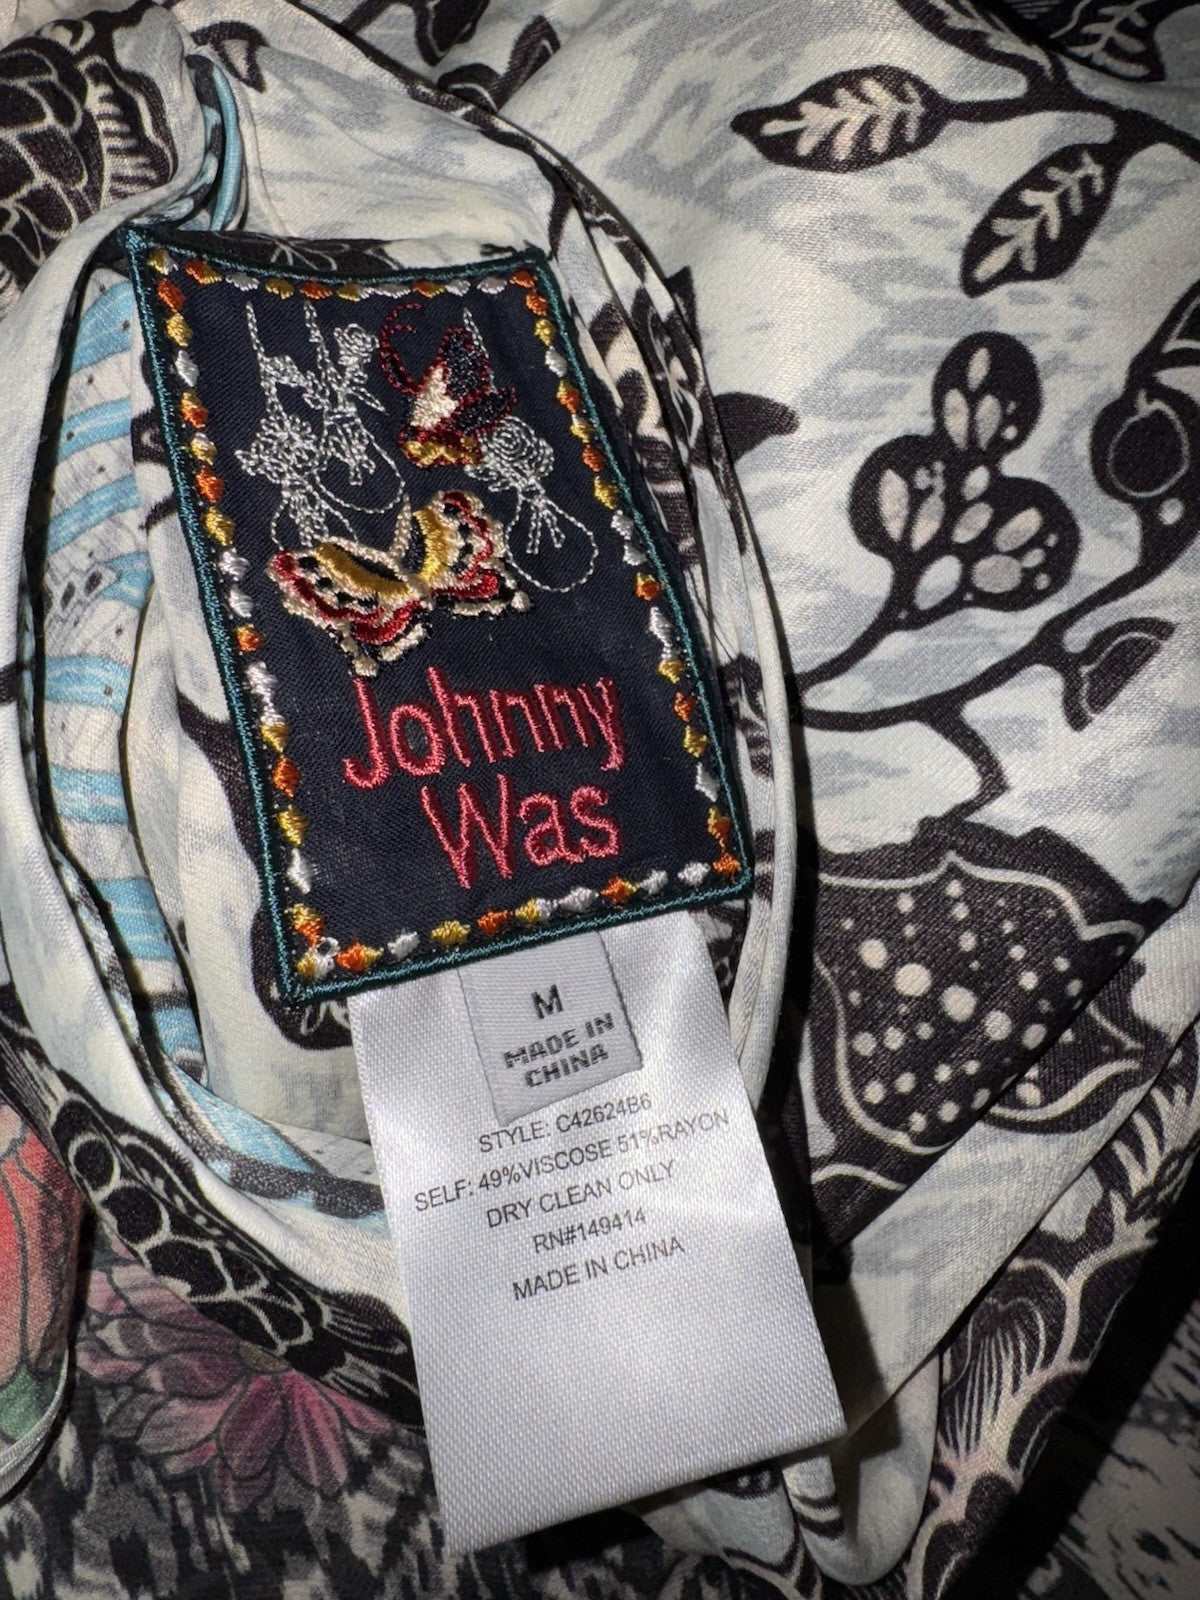 Johnny
Was
M
MADE IN
CHINA
STYLE: C42624B6
SELF: 49%VISCOSE 51%RAYON
DRY CLEAN ONLY
RN#149414
MADE IN CHINA